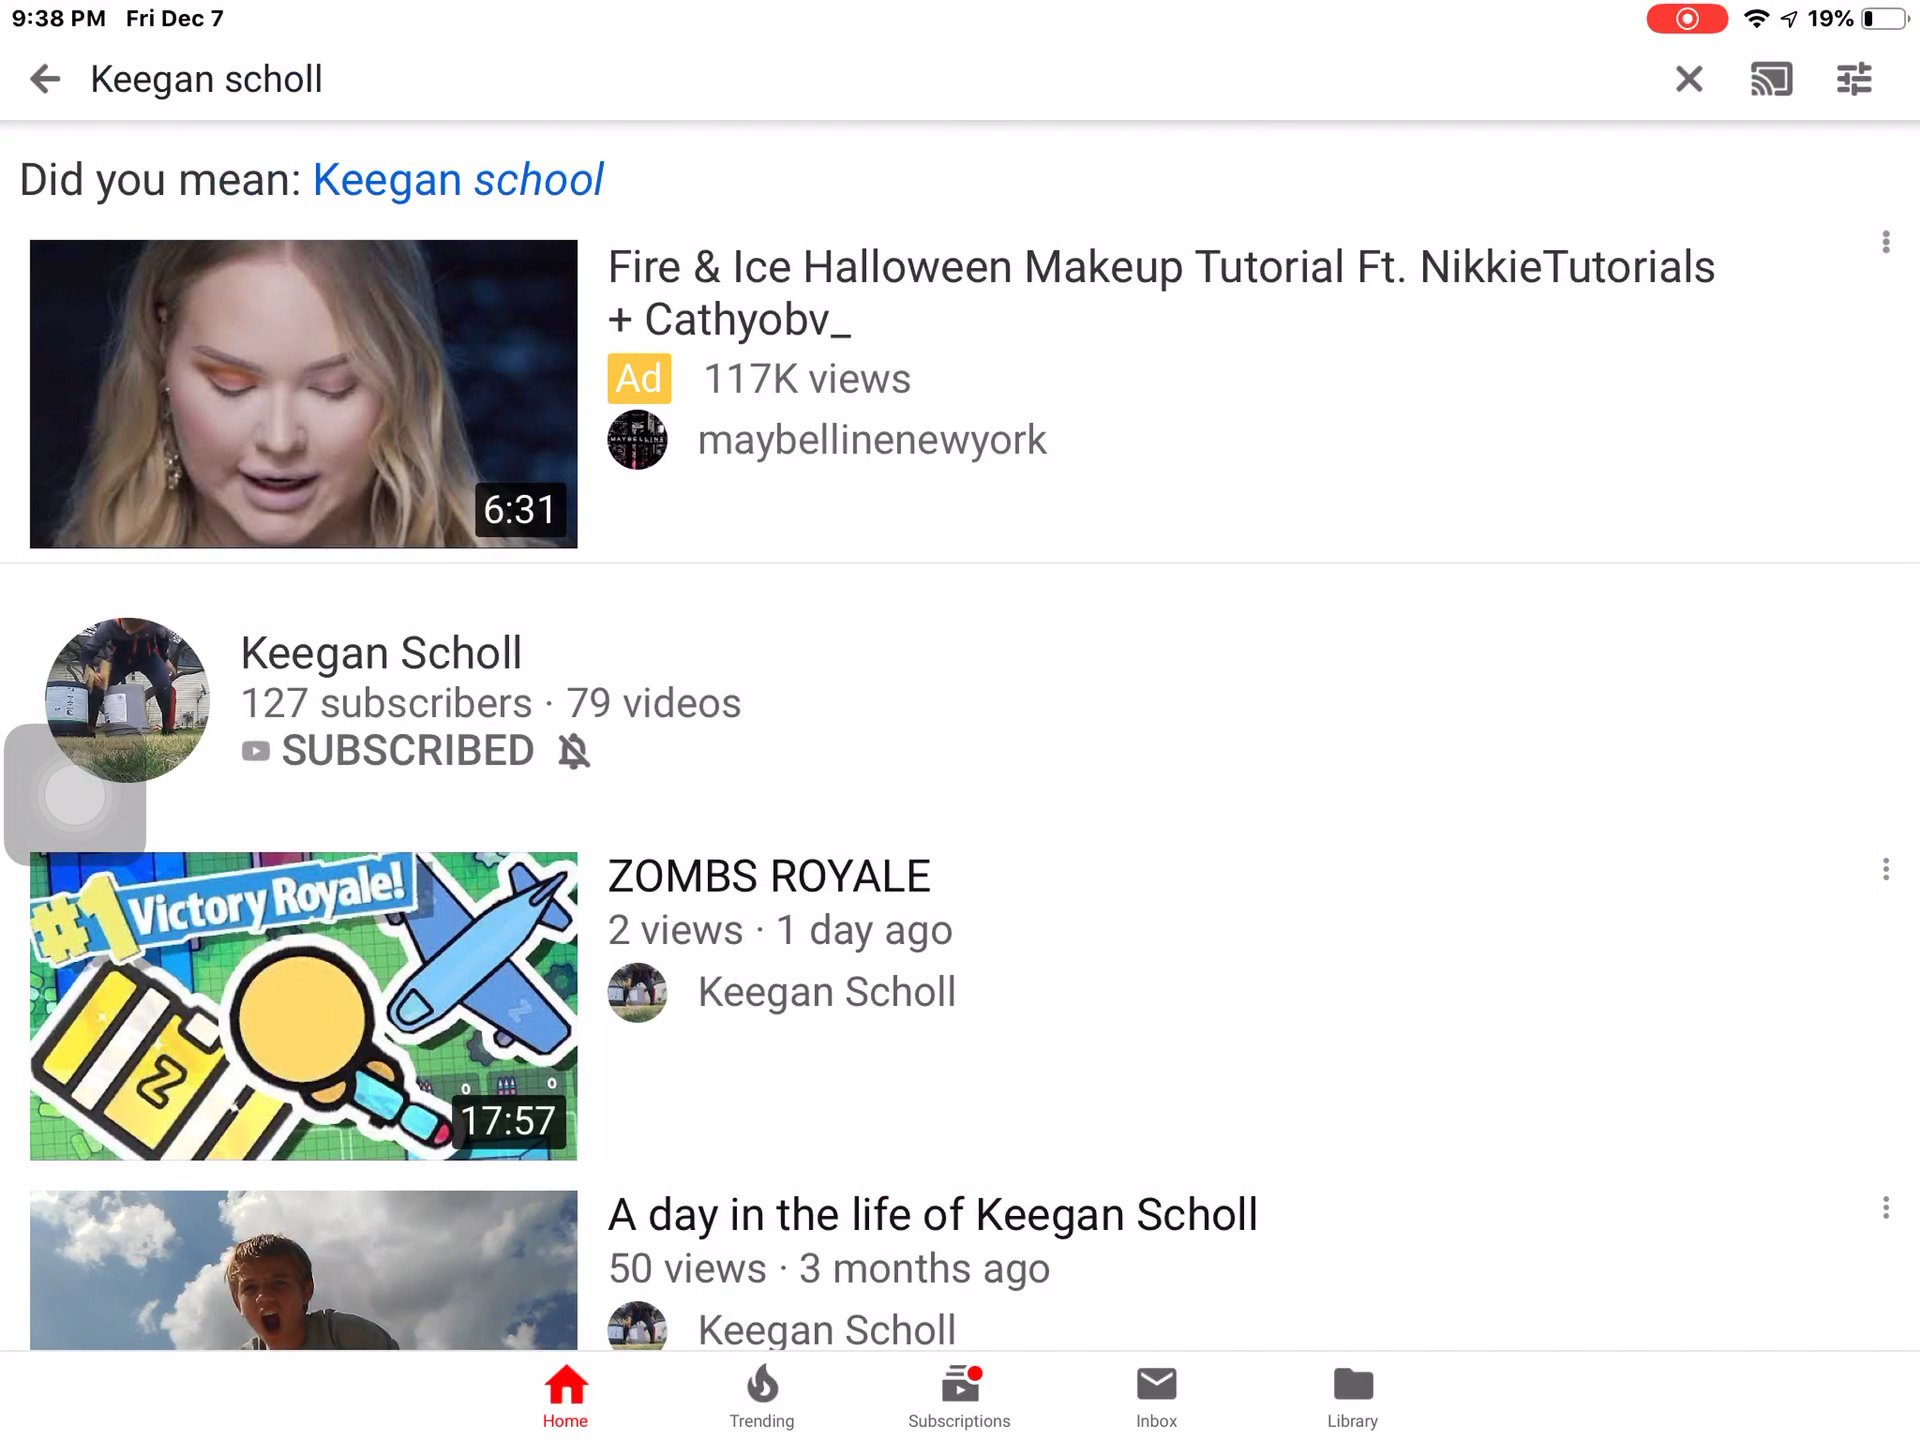 9:38 PM Fri Dec 7
19%
Keegan scholl
Did you mean: Keegan school
Fire & Ice Halloween Makeup Tutorial Ft. NikkieTutorials
+ Cathyobv_
Ad 117K views
MAYBELLINE
maybellinenewyork
6:31
Keegan Scholl
127 subscribers · 79 videos
SUBSCRIBED
#1 Victory Royale!
Z
Z
0 0
17:57
ZOMBS ROYALE
2 views · 1 day ago
Keegan Scholl
A day in the life of Keegan Scholl
50 views · 3 months ago
Keegan Scholl
Home
Trending
Subscriptions
Inbox
Library